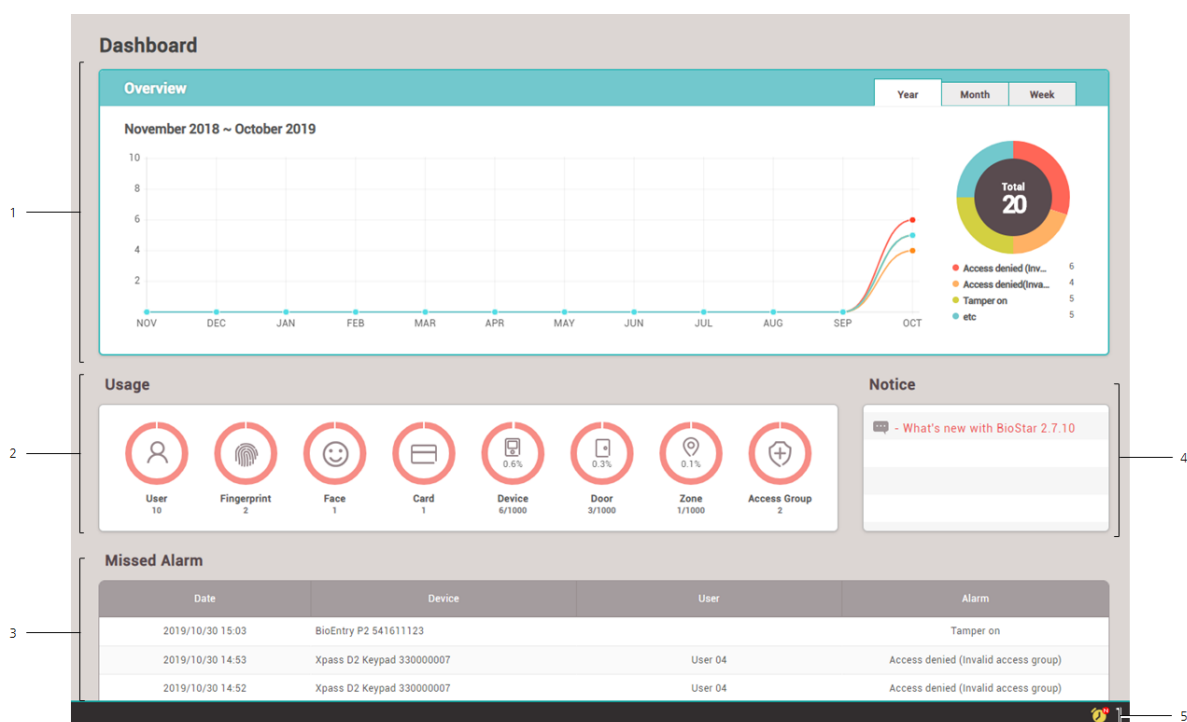 Dashboard
Overview
Year
Month
Week
November 2018 ~ October 2019
10
8
6
4
2
NOV DEC JAN FEB MAR APR MAY JUN JUL AUG SEP OCT
Total
20
Access denied (Inv... 6
Access denied(Inva... 4
Tamper on 5
etc 5
1
Usage
0.6% 0.3% 0.1%
User Fingerprint Face Card Device Door Zone Access Group
10 2 1 1 6/1000 3/1000 1/1000 2
2
Notice
- What's new with BioStar 2.7.10
4
Missed Alarm
Date Device User Alarm
2019/10/30 15:03 BioEntry P2 541611123 Tamper on
2019/10/30 14:53 Xpass D2 Keypad 330000007 User 04 Access denied (Invalid access group)
2019/10/30 14:52 Xpass D2 Keypad 330000007 User 04 Access denied (Invalid access group)
3
5